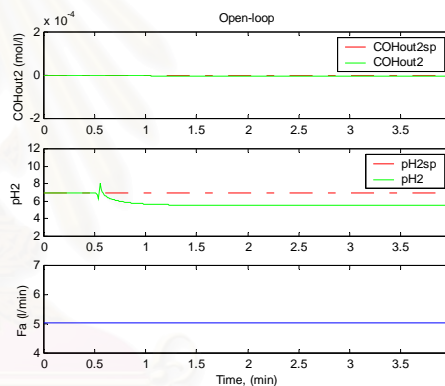 x 10⁻⁴
Open-loop
COHout2 (mol/l)
2
0
-2
COHout2sp
COHout2
0 0.5 1 1.5 2 2.5 3 3.5
pH2
12
10
8
6
4
2
pH2sp
pH2
0 0.5 1 1.5 2 2.5 3 3.5
Fa (l/min)
7
6
5
4
0 0.5 1 1.5 2 2.5 3 3.5
Time, (min)